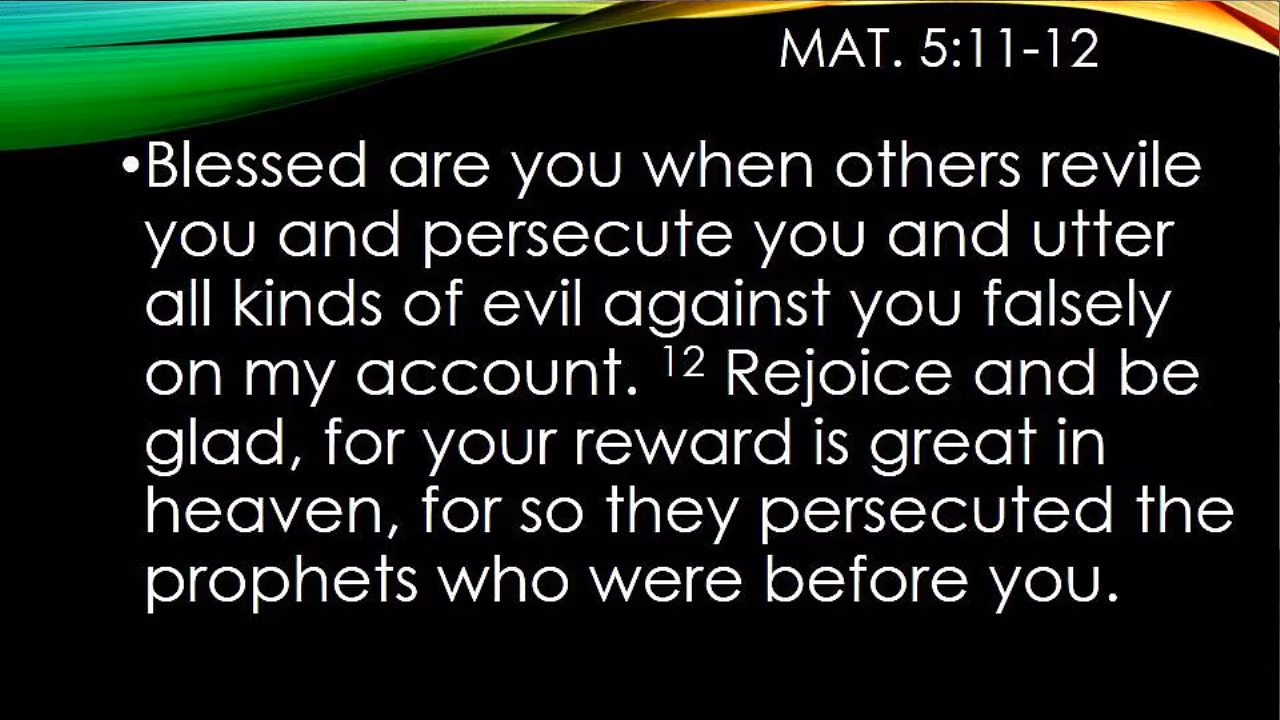 MAT. 5:11-12
•Blessed are you when others revile
you and persecute you and utter
all kinds of evil against you falsely
on my account. ¹² Rejoice and be
glad, for your reward is great in
heaven, for so they persecuted the
prophets who were before you.